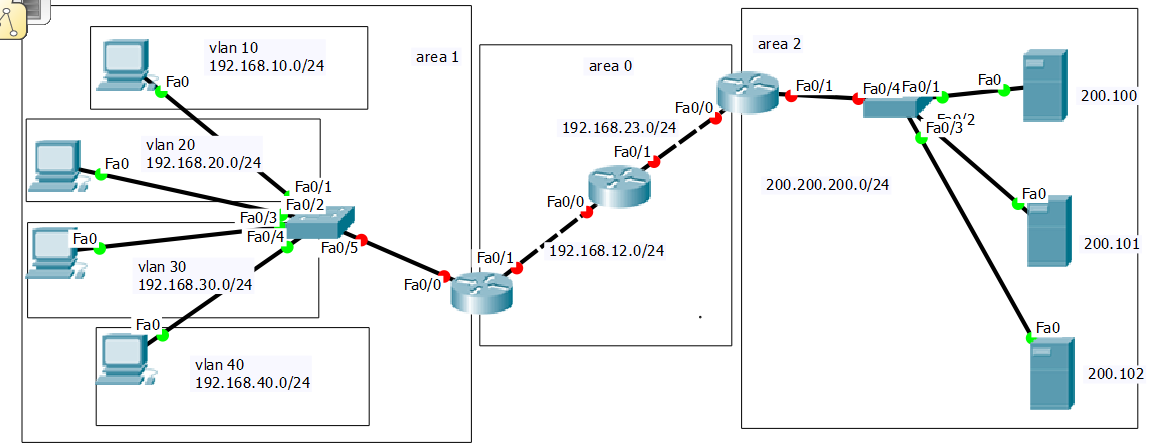 vlan 10
192.168.10.0/24
Fa0
area 1
vlan 20
192.168.20.0/24
Fa0
Fa0/1
Fa0/2
Fa0/3
Fa0/4
Fa0/5
Fa0
vlan 30
192.168.30.0/24
Fa0
vlan 40
192.168.40.0/24
Fa0/0
area 0
Fa0/1
192.168.12.0/24
Fa0/0
Fa0/1
192.168.23.0/24
Fa0/0
area 2
Fa0/1
Fa0/4
Fa0/1
Fa0/2
Fa0/3
200.200.200.0/24
Fa0
200.100
Fa0
200.101
Fa0
200.102